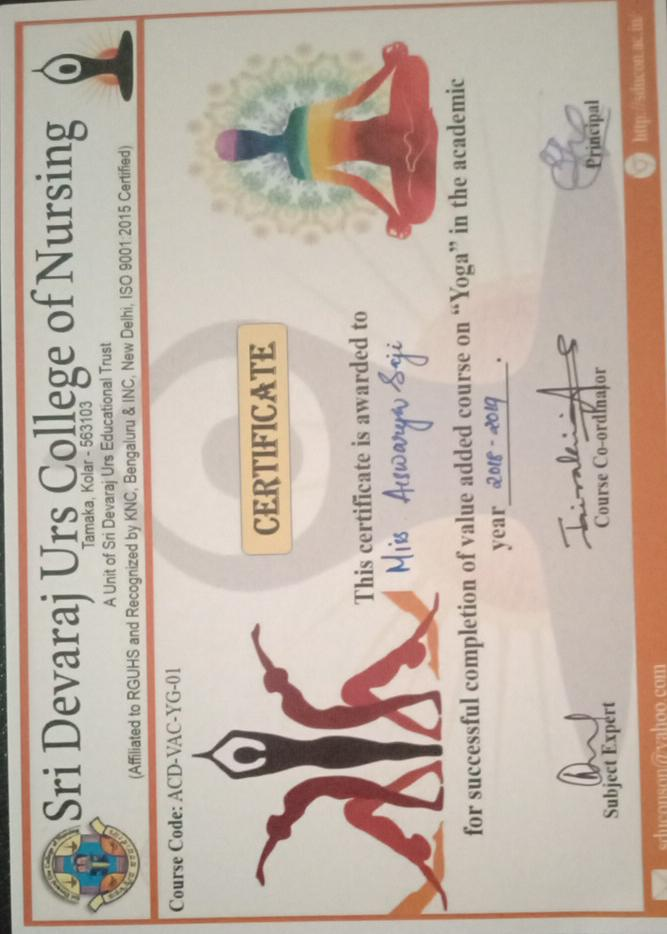 Sri Devaraj Urs College of Nursing
Tamaka, Kolar - 563103
A Unit of Sri Devaraj Urs Educational Trust
(Affiliated to RGUHS and Recognized by KNC, Bengaluru & INC, New Delhi, ISO 9001:2015 Certified)
Course Code: ACD-VAC-YG-01
CERTIFICATE
This certificate is awarded to
Miss. Aiswarya Saji
for successful completion of value added course on "Yoga" in the academic
year 2018-2019.
Subject Expert
Course Co-ordinator
Principal
sduconson@yahoo.com
http://sducon.ac.in/